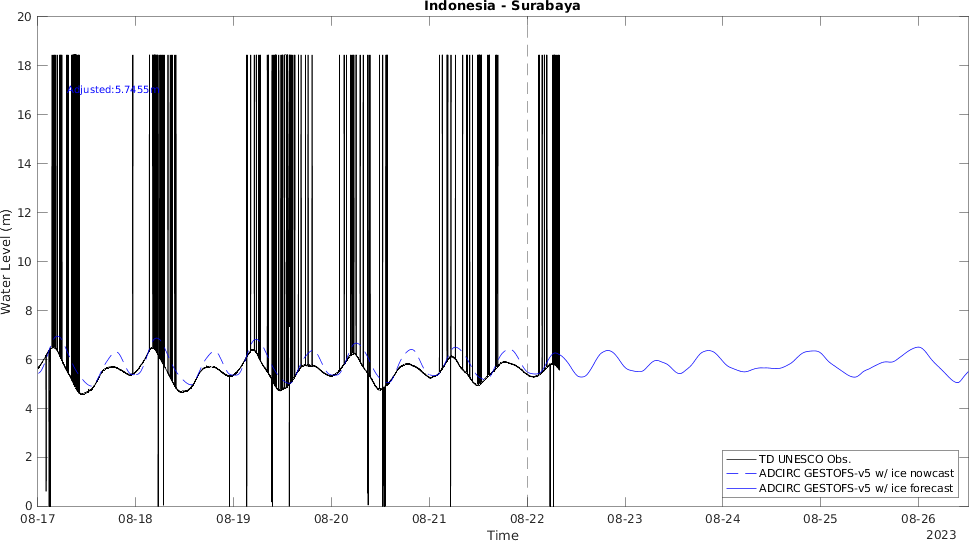 Indonesia - Surabaya
20
18
Adjusted:5.7455m
16
14
12
10
8
6
4
2
0
Water Level (m)
TD UNESCO Obs.
ADCIRC GESTOFS-v5 w/ ice nowcast
ADCIRC GESTOFS-v5 w/ ice forecast
08-17 08-18 08-19 08-20 08-21 08-22 08-23 08-24 08-25 08-26
Time
2023